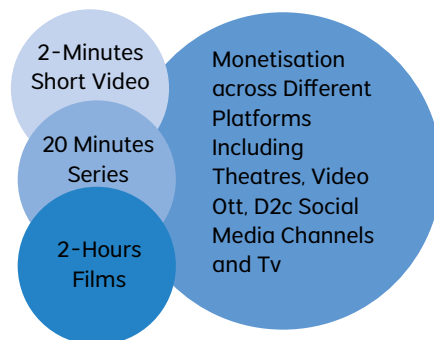 2-Minutes
Short Video
20 Minutes
Series
2-Hours
Films
Monetisation
across Different
Platforms
Including
Theatres, Video
Ott, D2c Social
Media Channels
and Tv